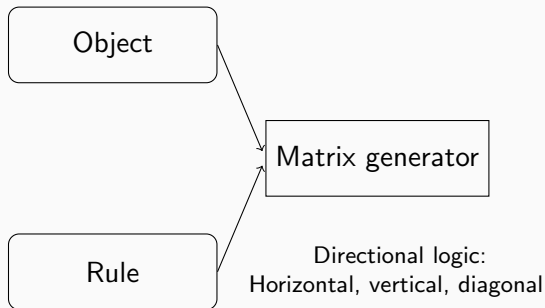 Object
Matrix generator
Rule
Directional logic:
Horizontal, vertical, diagonal